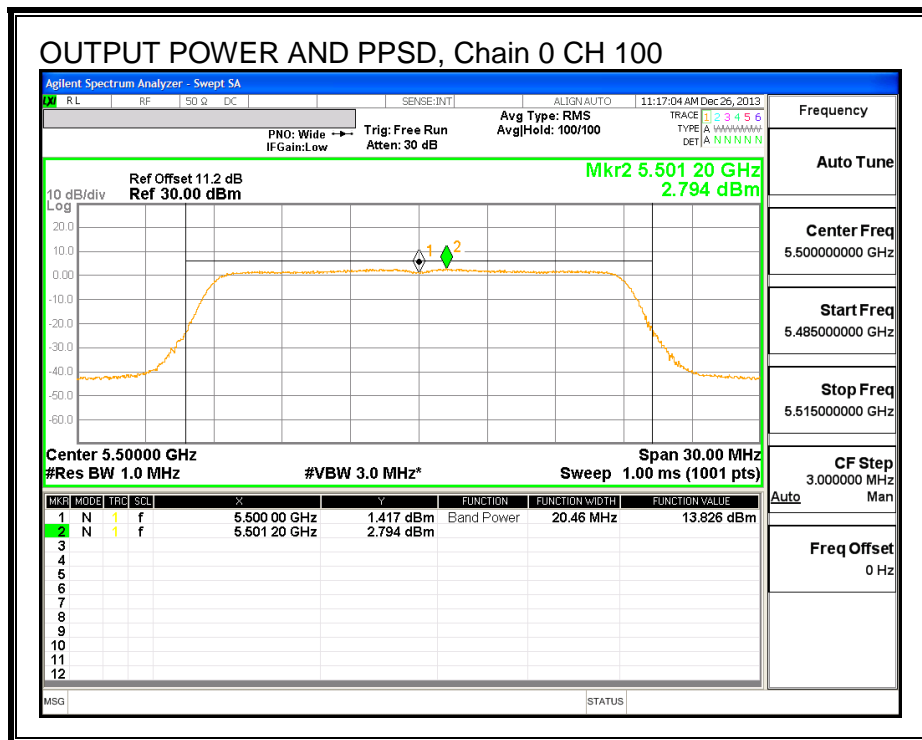 OUTPUT POWER AND PPSD, Chain 0 CH 100
Agilent Spectrum Analyzer - Swept SA
LXI RL RF 50 Ω DC SENSE:INT ALIGNAUTO 11:17:04 AM Dec 26, 2013
PNO: Wide
IFGain:Low
Trig: Free Run
Atten: 30 dB
Avg Type: RMS
Avg|Hold: 100/100
TRACE 1 2 3 4 5 6
TYPE A WWWWW
DET A N N N N N
Mkr2 5.501 20 GHz
2.794 dBm
Ref Offset 11.2 dB
10 dB/div Ref 30.00 dBm
Log
20.0
10.0
0.00
-10.0
-20.0
-30.0
-40.0
-50.0
-60.0
1
2
Center 5.50000 GHz Span 30.00 MHz
#Res BW 1.0 MHz #VBW 3.0 MHz* Sweep 1.00 ms (1001 pts)
MKR MODE TRC SCL X Y FUNCTION FUNCTION WIDTH FUNCTION VALUE
1 N 1 f 5.500 00 GHz 1.417 dBm Band Power 20.46 MHz 13.826 dBm
2 N 1 f 5.501 20 GHz 2.794 dBm
3
4
5
6
7
8
9
10
11
12
MSG STATUS
Frequency
Auto Tune
Center Freq
5.500000000 GHz
Start Freq
5.485000000 GHz
Stop Freq
5.515000000 GHz
CF Step
3.000000 MHz
Auto Man
Freq Offset
0 Hz